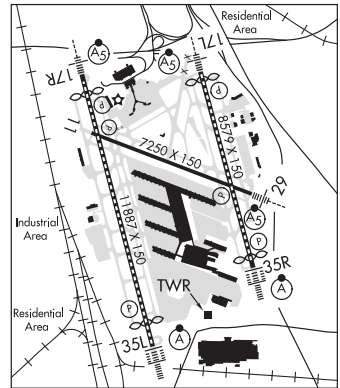 Residential
Area
17L
A5
A5
17R
P
P
P
11
8579 X 150
7250 X 150
29
P
A5
11887 X 150
Industrial
Area
P
35R
TWR
A
Residential
Area
P
35L
A